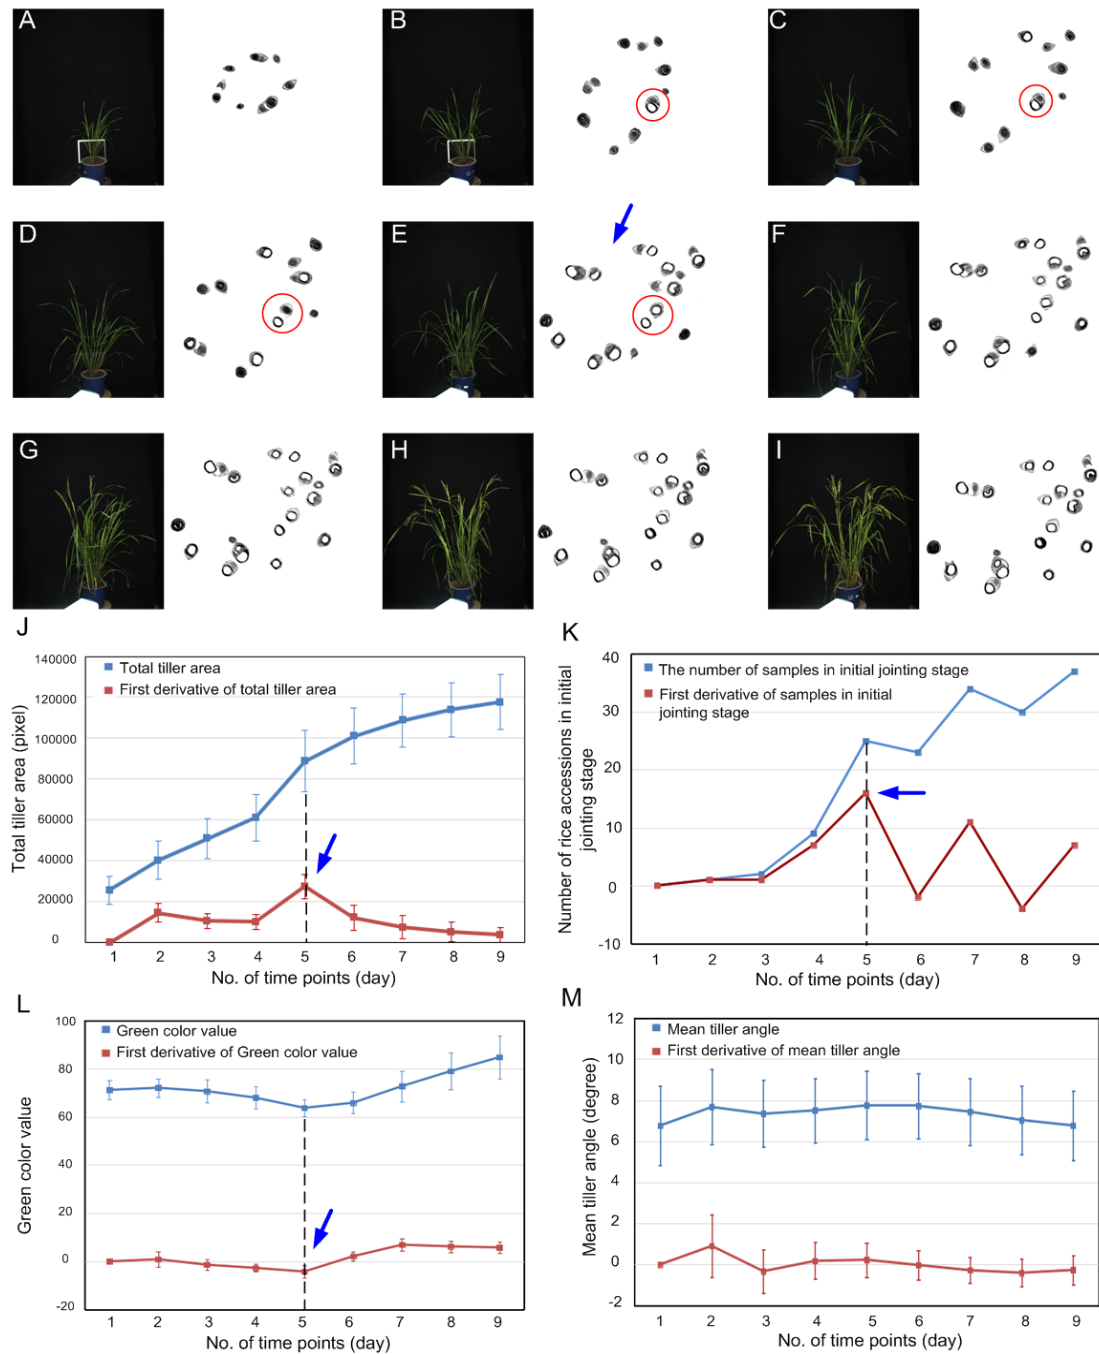 A
B
C
D
E
F
G
H
I
J
Total tiller area
First derivative of total tiller area
Total tiller area (pixel)
140000
120000
100000
80000
60000
40000
20000
0
1 2 3 4 5 6 7 8 9
No. of time points (day)
K
The number of samples in initial jointing stage
First derivative of samples in initial
jointing stage
Number of rice accessions in initial
jointing stage
40
30
20
10
0
-10
1 2 3 4 5 6 7 8 9
No. of time points (day)
L
Green color value
First derivative of Green color value
Green color value
100
80
60
40
20
0
-20
1 2 3 4 5 6 7 8 9
No. of time points (day)
M
Mean tiller angle
First derivative of mean tiller angle
Mean tiller angle (degree)
12
10
8
6
4
2
0
-2
1 2 3 4 5 6 7 8 9
No. of time points (day)